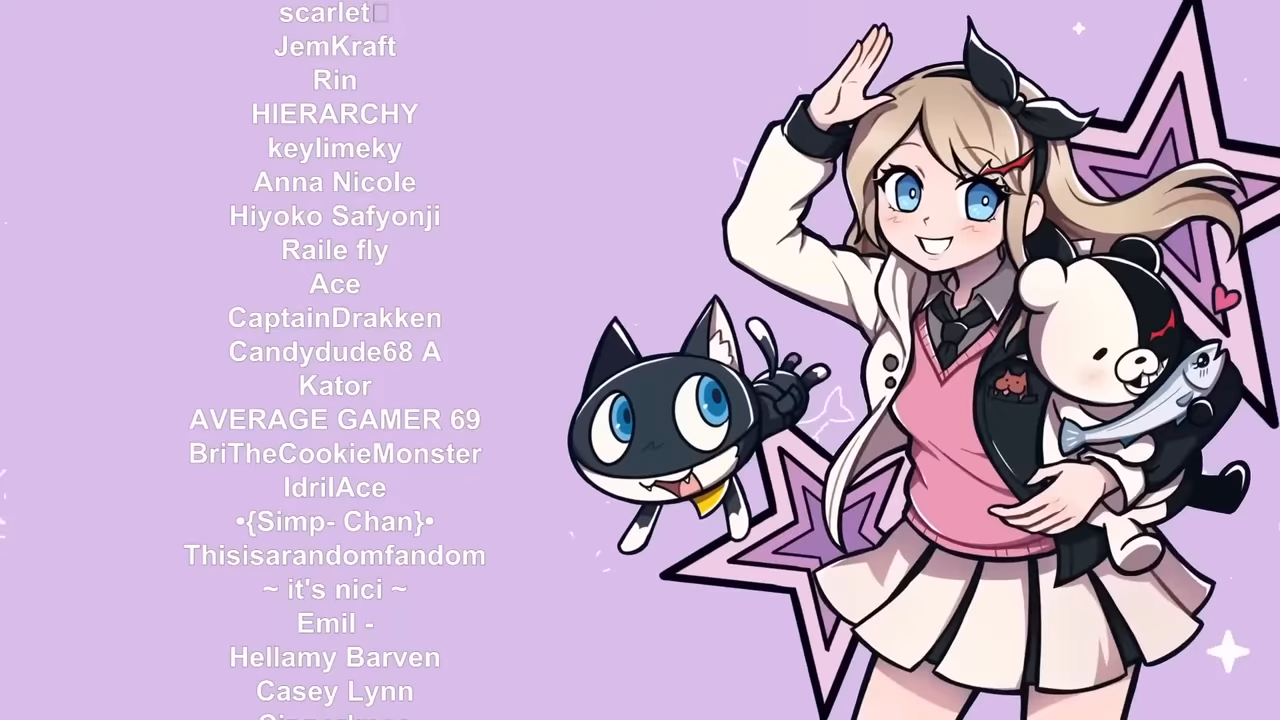 scarlet
JemKraft
Rin
HIERARCHY
keylimeky
Anna Nicole
Hiyoko Safyonji
Raile fly
Ace
CaptainDrakken
Candydude68 A
Kator
AVERAGE GAMER 69
BriTheCookieMonster
IdrilAce
•{Simp- Chan}•
Thisisarandomfandom
~ it's nici ~
Emil -
Hellamy Barven
Casey Lynn